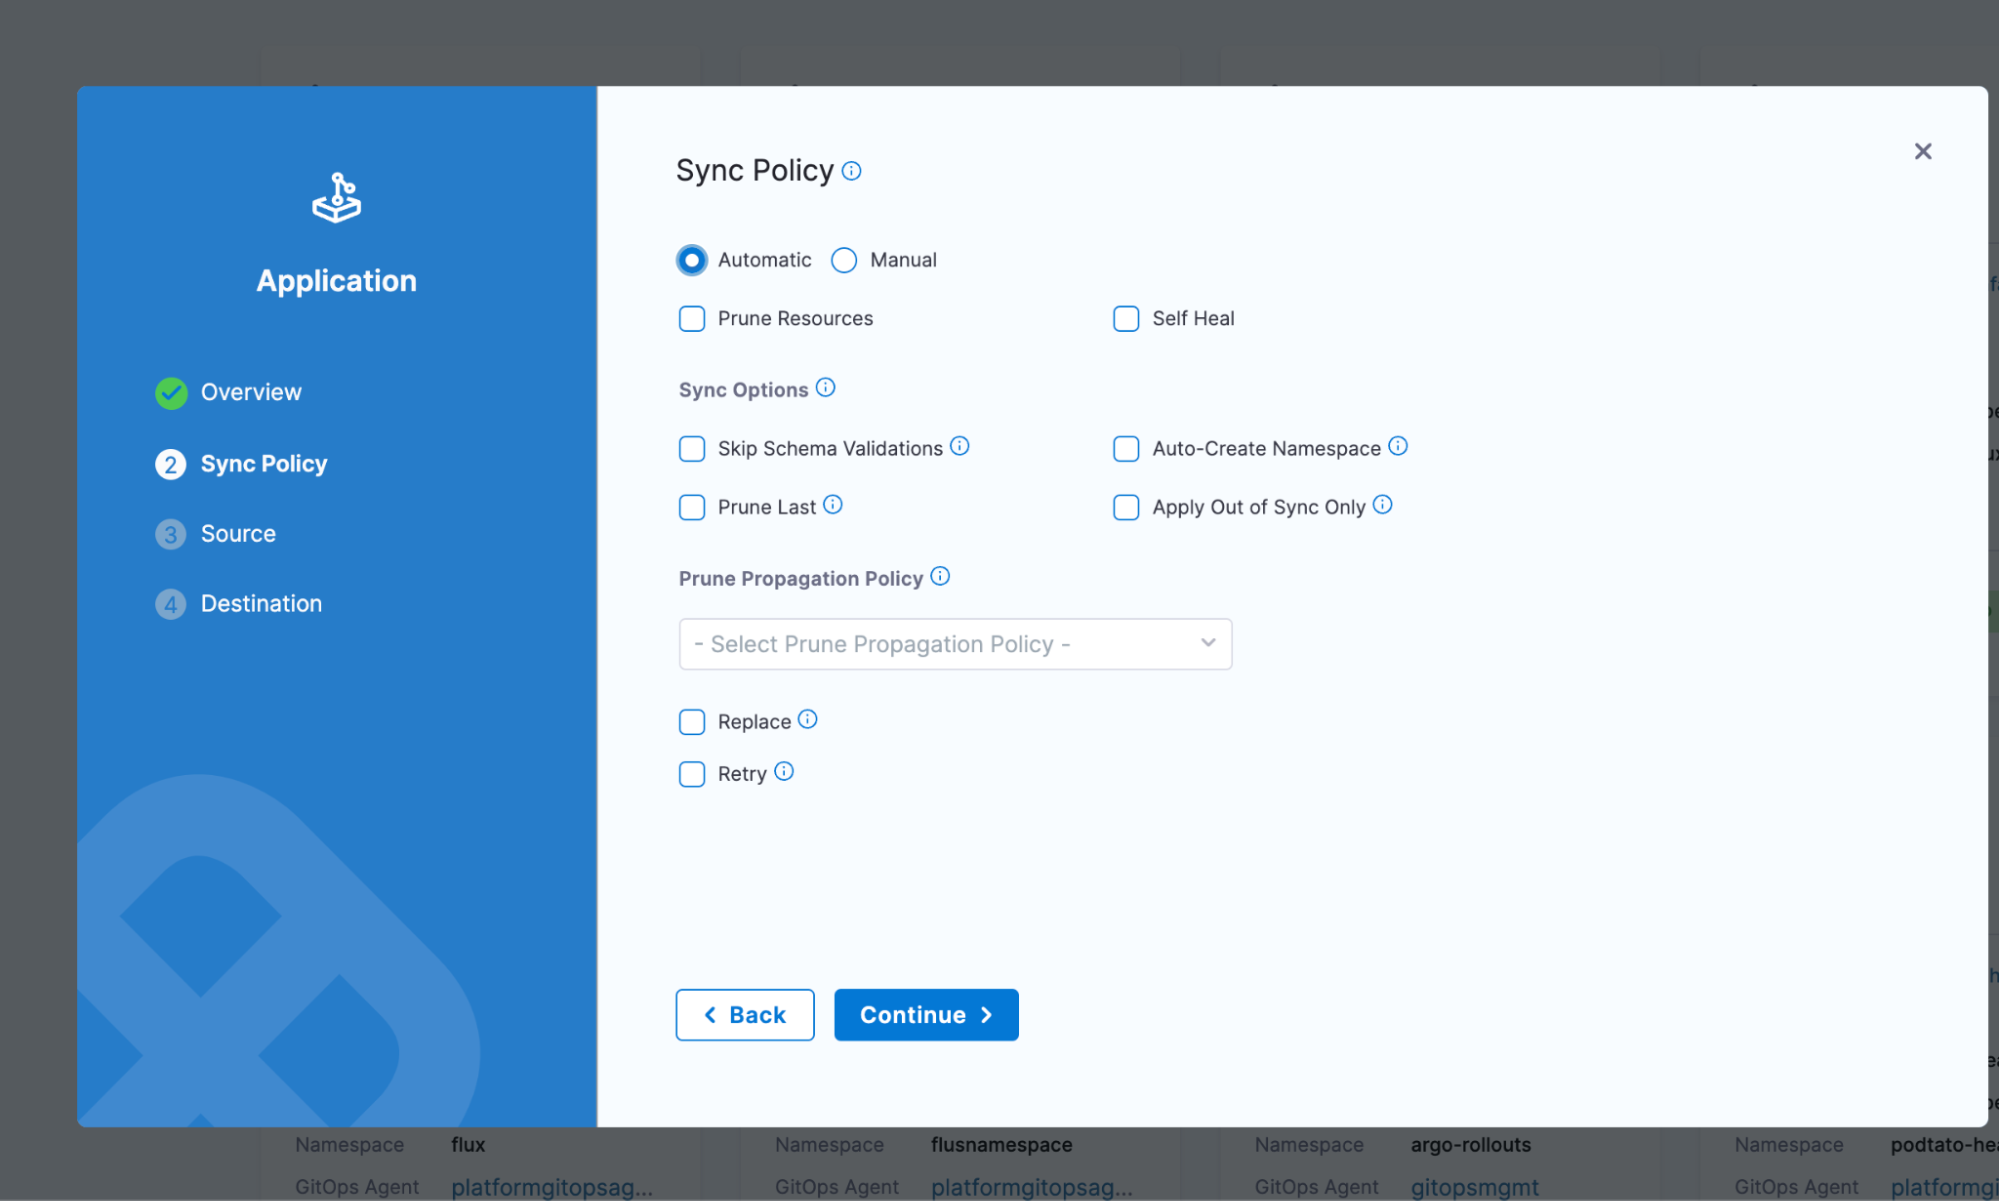 Application
Overview
2 Sync Policy
3 Source
4 Destination
Sync Policy
Automatic Manual
Prune Resources Self Heal
Sync Options
Skip Schema Validations Auto-Create Namespace
Prune Last Apply Out of Sync Only
Prune Propagation Policy
- Select Prune Propagation Policy -
Replace
Retry
Back Continue
Namespace flux Namespace flusnamespace Namespace argo-rollouts Namespace podtato-hea
GitOps Agent platformgitopsag... GitOps Agent platformgitopsag... GitOps Agent gitopsmgmt GitOps Agent platformgi